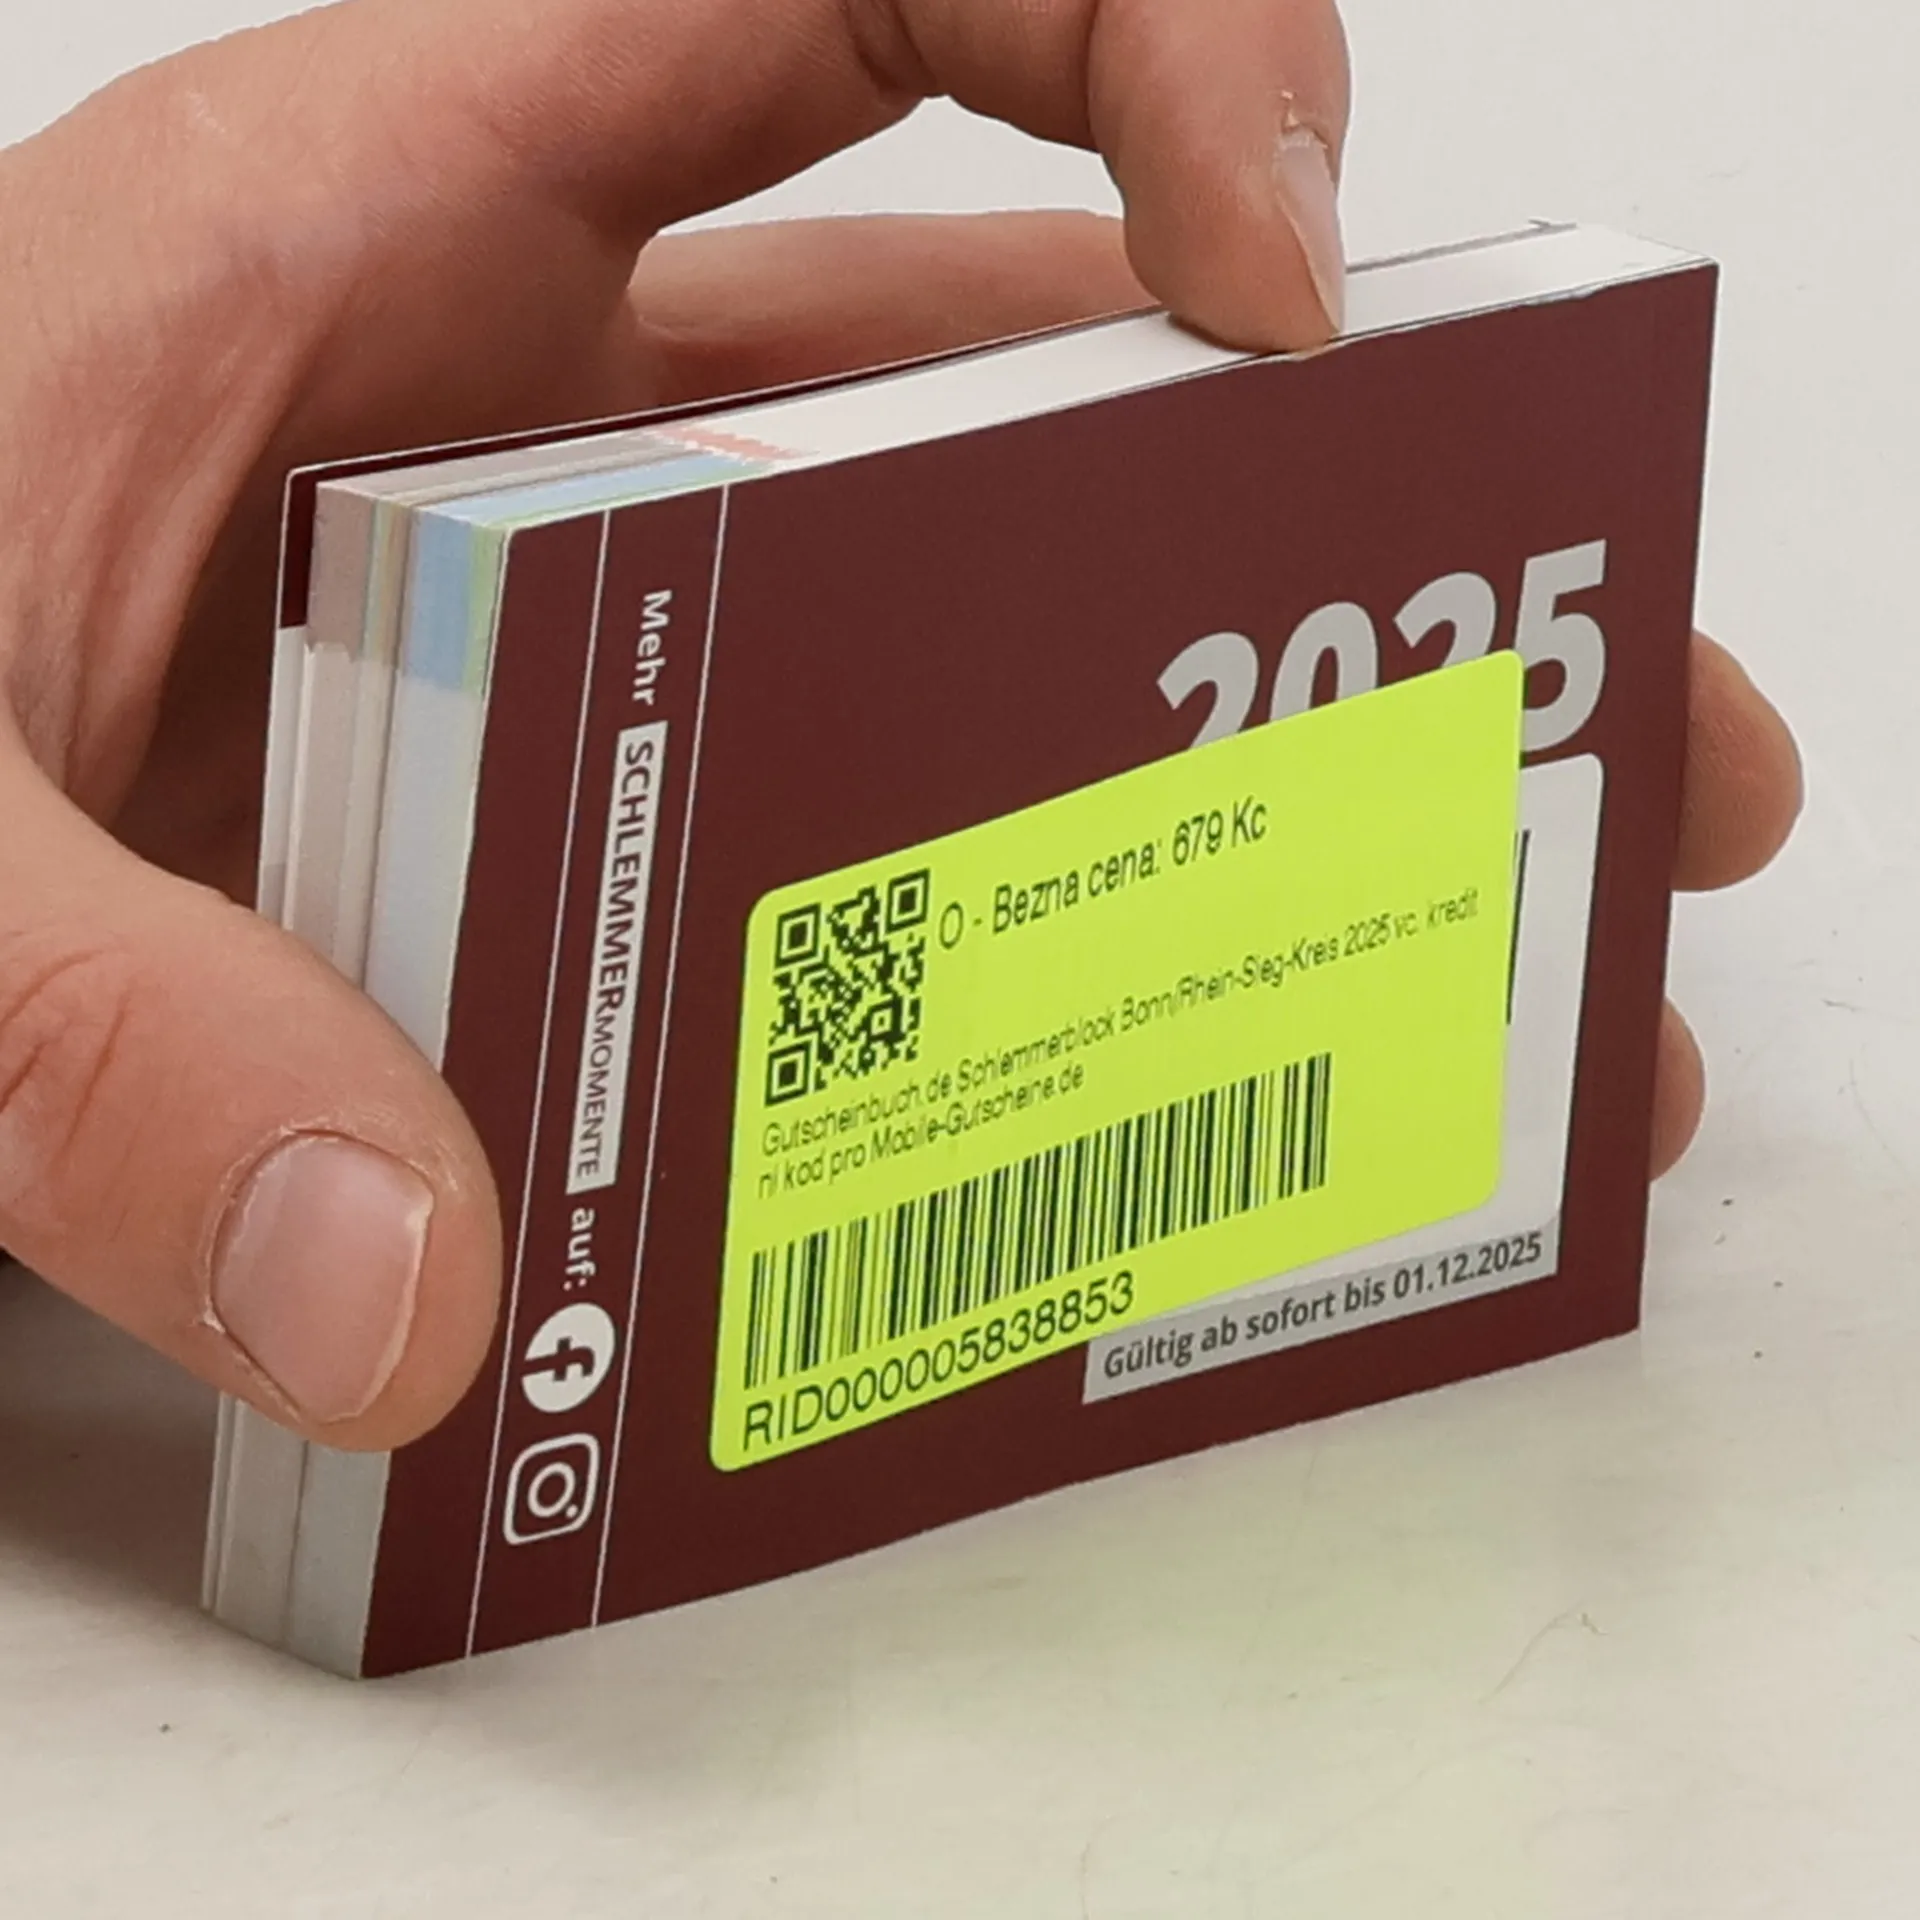 2025
Mehr SCHLEMMERMOMENTE auf:
O - Bezna cena: 679 Kc
Gutscheinbuch.de Schlemmerblock Bonn/Rhein-Sieg-Kreis 2025 vc. kredit
ni kod pro Mobile-Gutscheine.de
RID0000005838853
Gültig ab sofort bis 01.12.2025